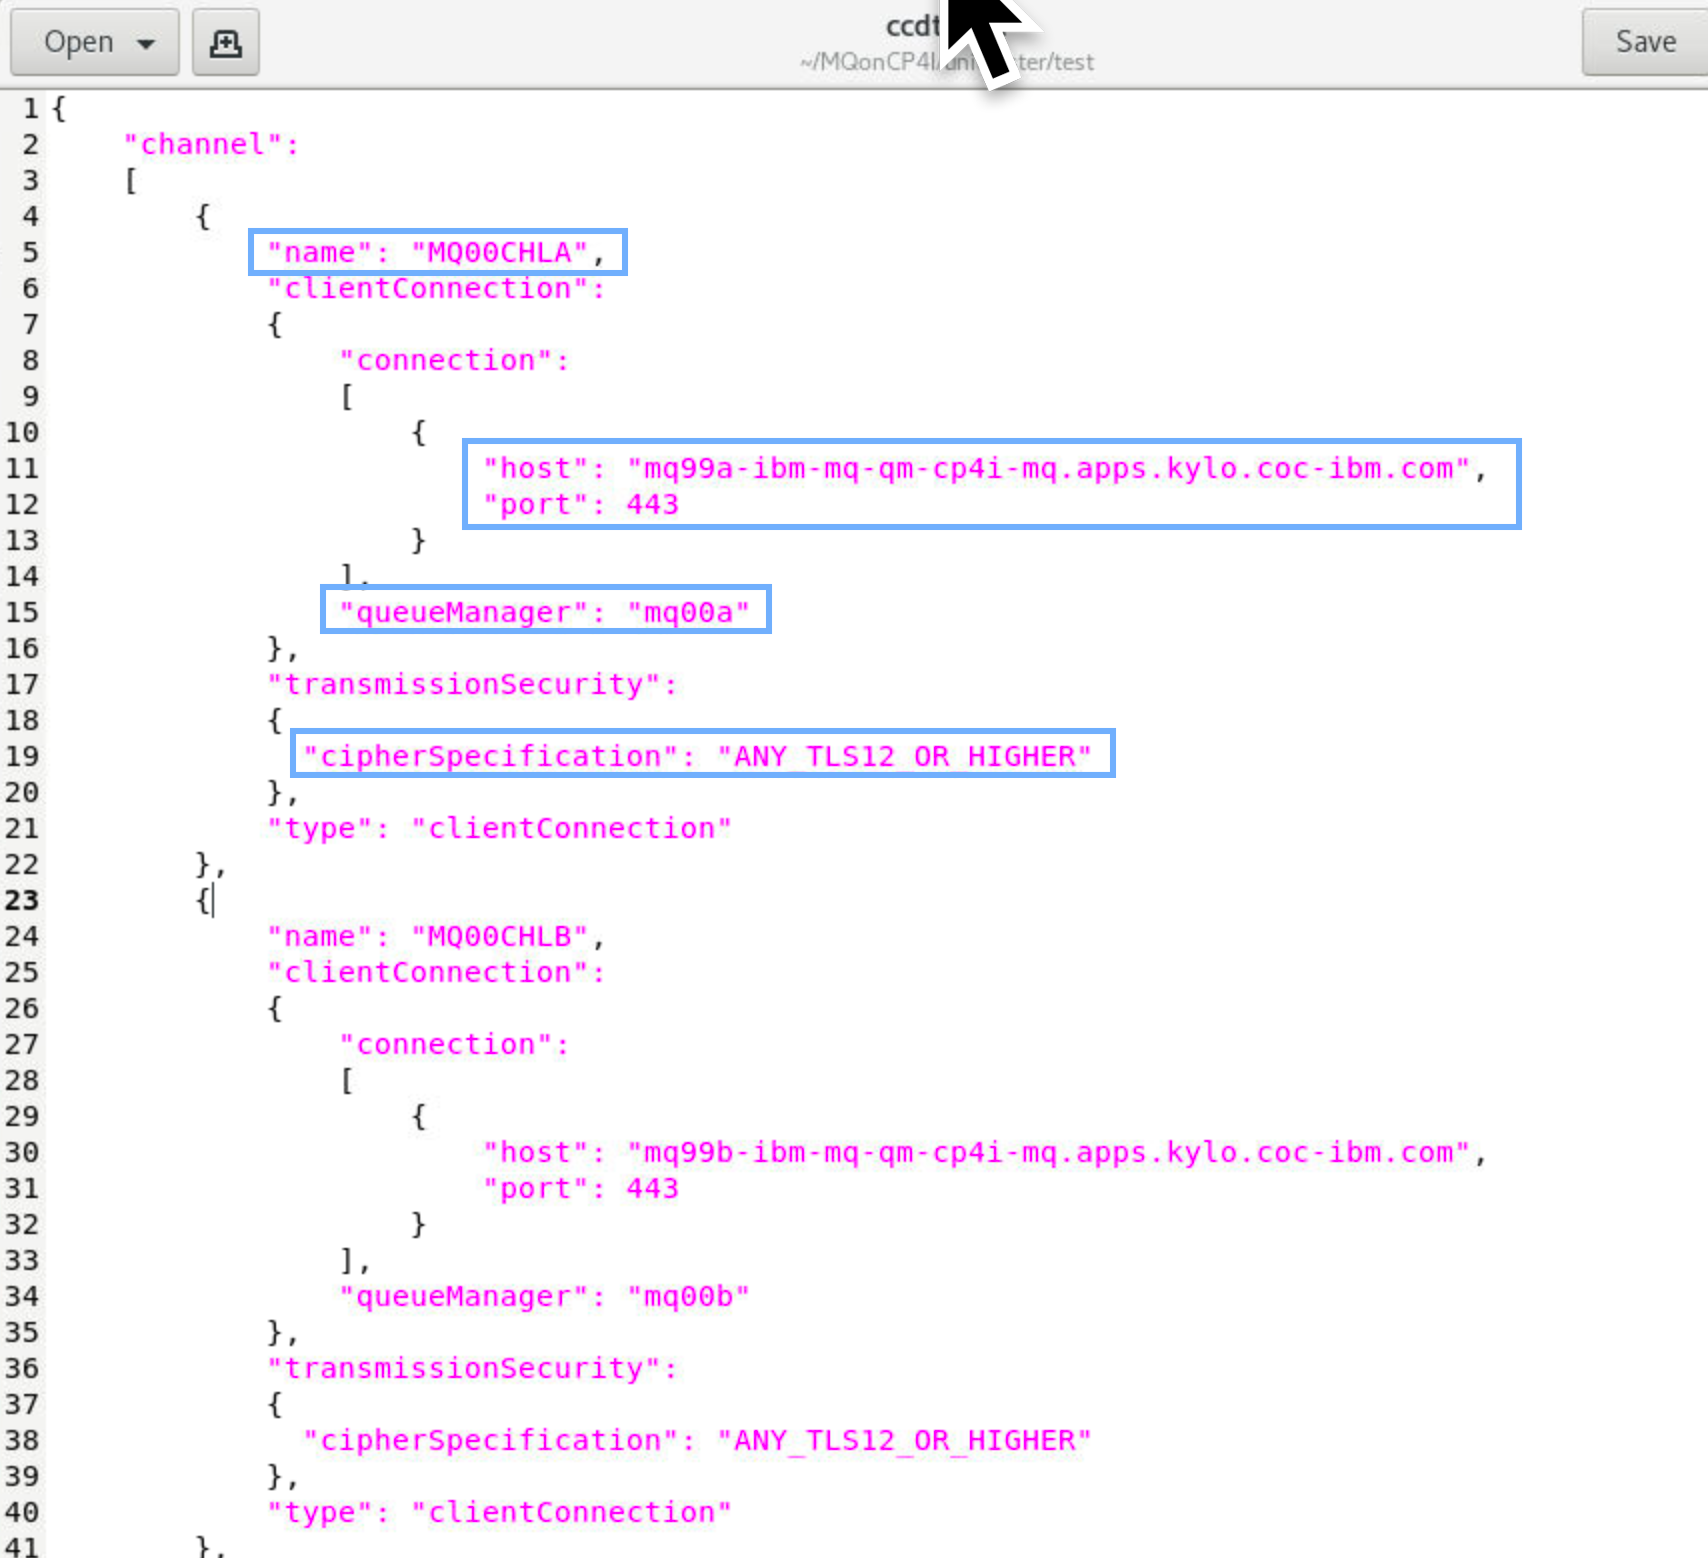 Open
ccdt
~/MQonCP4I/
ter/test
Save
1 {
2 "channel":
3 [
4 {
5 "name": "MQ00CHLA",
6 "clientConnection":
7 {
8 "connection":
9 [
10 {
11 "host": "mq99a-ibm-mq-qm-cp4i-mq.apps.kylo.coc-ibm.com",
12 "port": 443
13 }
14 ],
15 "queueManager": "mq00a"
16 },
17 "transmissionSecurity":
18 {
19 "cipherSpecification": "ANY_TLS12_OR_HIGHER"
20 },
21 "type": "clientConnection"
22 },
23 {
24 "name": "MQ00CHLB",
25 "clientConnection":
26 {
27 "connection":
28 [
29 {
30 "host": "mq99b-ibm-mq-qm-cp4i-mq.apps.kylo.coc-ibm.com",
31 "port": 443
32 }
33 ],
34 "queueManager": "mq00b"
35 },
36 "transmissionSecurity":
37 {
38 "cipherSpecification": "ANY_TLS12_OR_HIGHER"
39 },
40 "type": "clientConnection"
41 },